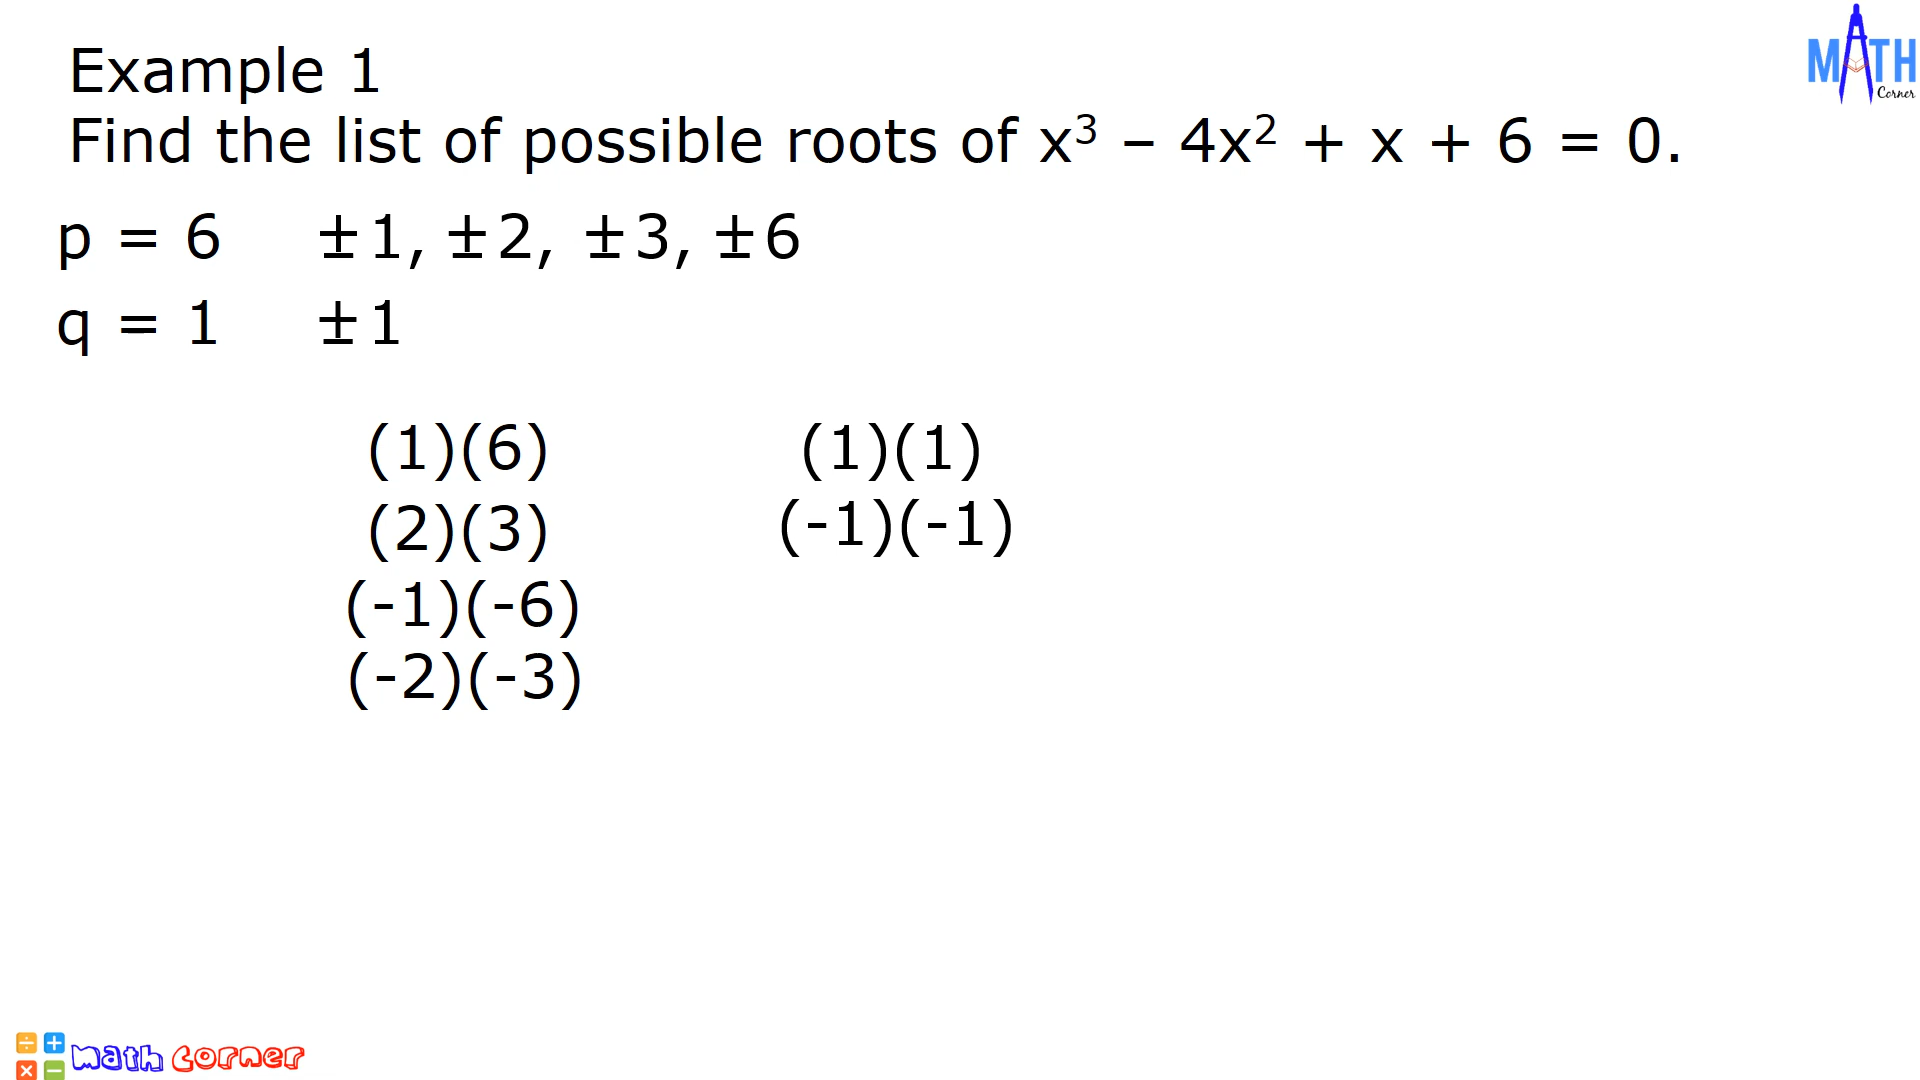 Example 1
Find the list of possible roots of x³ – 4x² + x + 6 = 0.
p = 6 ±1, ±2, ±3, ±6
q = 1 ±1
(1)(6) (1)(1)
(2)(3) (-1)(-1)
(-1)(-6)
(-2)(-3)
MATH
Corner
÷ +
× −
math corner